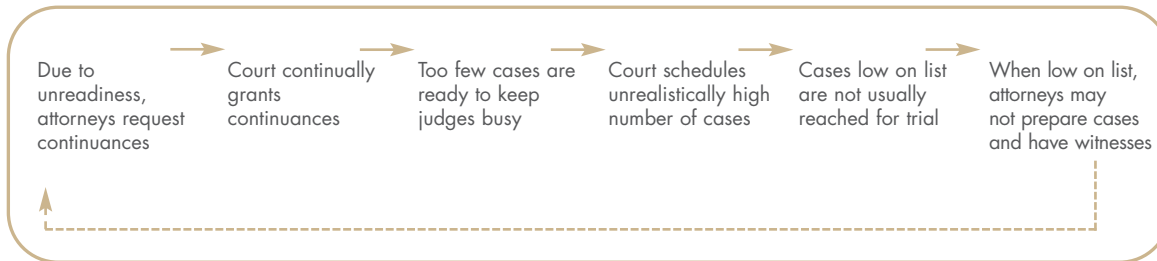 Due to
unreadiness,
attorneys request
continuances
Court continually
grants
continuances
Too few cases are
ready to keep
judges busy
Court schedules
unrealistically high
number of cases
Cases low on list
are not usually
reached for trial
When low on list,
attorneys may
not prepare cases
and have witnesses